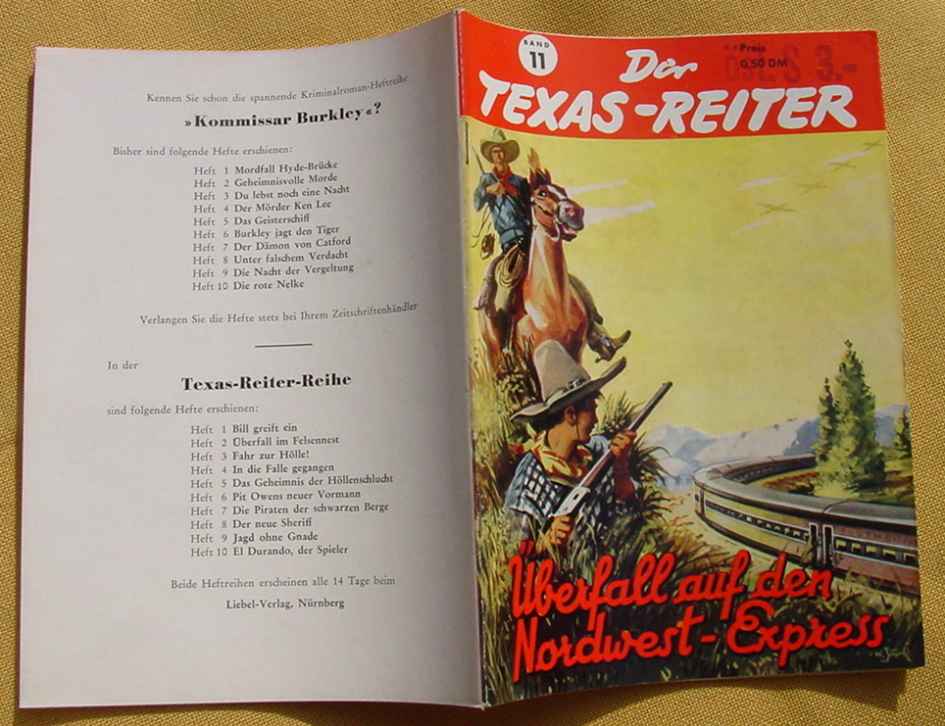 Kennen Sie schon die spannende Kriminalroman-Heftreihe
»Kommissar Burkley«?
Bisher sind folgende Hefte erschienen:
Heft 1 Mordfall Hyde-Brücke
Heft 2 Geheimnisvolle Morde
Heft 3 Du lebst noch eine Nacht
Heft 4 Der Mörder Ken Lee
Heft 5 Das Geisterschiff
Heft 6 Burkley jagt den Tiger
Heft 7 Der Dämon von Catford
Heft 8 Unter falschem Verdacht
Heft 9 Die Nacht der Vergeltung
Heft 10 Die rote Nelke
Verlangen Sie die Hefte stets bei Ihrem Zeitschriftenhändler
In der
Texas-Reiter-Reihe
sind folgende Hefte erschienen:
Heft 1 Bill greift ein
Heft 2 Überfall im Felsennest
Heft 3 Fahr zur Hölle!
Heft 4 In die Falle gegangen
Heft 5 Das Geheimnis der Höllenschlucht
Heft 6 Pit Owens neuer Vormann
Heft 7 Die Piraten der schwarzen Berge
Heft 8 Der neue Sheriff
Heft 9 Jagd ohne Gnade
Heft 10 El Durando, der Spieler
Beide Heftreihen erscheinen alle 14 Tage beim
Liebel-Verlag, Nürnberg
BAND
11
Der
TEXAS-REITER
Preis
0,50 DM
S 3.-
Überfall auf den
Nordwest-Express